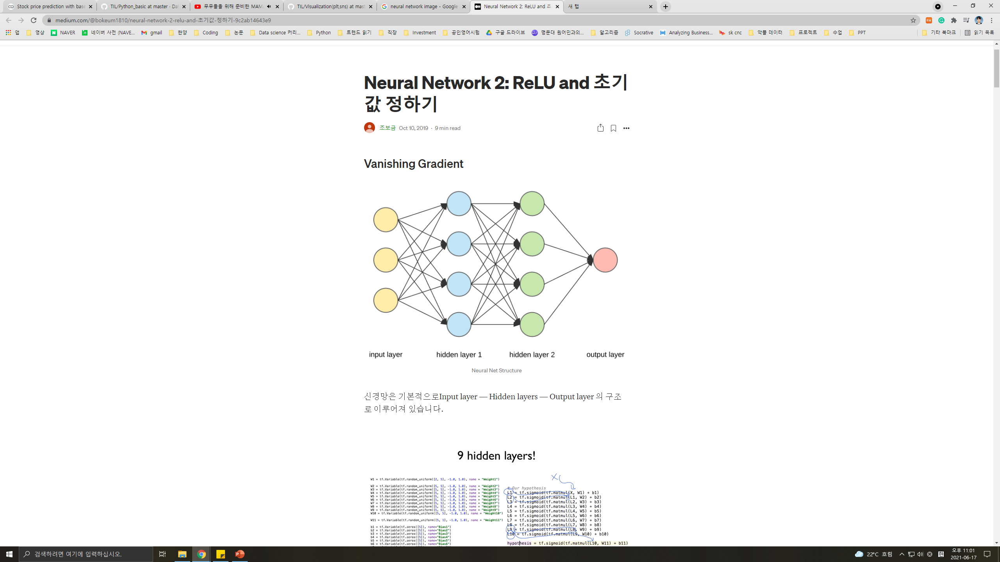 Stock price prediction with base
TIL/Python_basic at master · Da
무무들을 위해 준비한 MAM
TIL/Visualization(plt,sns) at mast
neural network image - Google
Neural Network 2: ReLU and 초
새 탭
medium.com/@bokeum1810/neural-network-2-relu-and-초기값-정하기-9c2ab14643e9
앱 영상 NAVER 네이버 사전 (NAVE... gmail 한양 Coding 논문 Data science 커리... Python 트렌드 읽기 직장 Investment 공인영어시험 구글 드라이브 명문대 원어민과의... 알고리즘 Socrative Analyzing Business... sk cnc 악플 데이터 프로젝트 수업 PPT 기타 북마크 읽기 목록
Neural Network 2: ReLU and 초기
값 정하기
조보금 Oct 10, 2019 · 9 min read
Vanishing Gradient
input layer hidden layer 1 hidden layer 2 output layer
Neural Net Structure
신경망은 기본적으로Input layer — Hidden layers — Output layer 의 구조
로 이루어져 있습니다.
9 hidden layers!
W1 = tf.Variable(tf.random_uniform([2, 5], -1.0, 1.0), name = "Weight1")
W2 = tf.Variable(tf.random_uniform([5, 5], -1.0, 1.0), name = "Weight2")
W3 = tf.Variable(tf.random_uniform([5, 5], -1.0, 1.0), name = "Weight3")
W4 = tf.Variable(tf.random_uniform([5, 5], -1.0, 1.0), name = "Weight4")
W5 = tf.Variable(tf.random_uniform([5, 5], -1.0, 1.0), name = "Weight5")
W6 = tf.Variable(tf.random_uniform([5, 5], -1.0, 1.0), name = "Weight6")
W7 = tf.Variable(tf.random_uniform([5, 5], -1.0, 1.0), name = "Weight7")
W8 = tf.Variable(tf.random_uniform([5, 5], -1.0, 1.0), name = "Weight8")
W9 = tf.Variable(tf.random_uniform([5, 5], -1.0, 1.0), name = "Weight9")
W10 = tf.Variable(tf.random_uniform([5, 5], -1.0, 1.0), name = "Weight10")
W11 = tf.Variable(tf.random_uniform([5, 1], -1.0, 1.0), name = "Weight11")
b1 = tf.Variable(tf.zeros([5]), name="Bias1")
b2 = tf.Variable(tf.zeros([5]), name="Bias2")
b3 = tf.Variable(tf.zeros([5]), name="Bias3")
b4 = tf.Variable(tf.zeros([5]), name="Bias4")
b5 = tf.Variable(tf.zeros([5]), name="Bias5")
b6 = tf.Variable(tf.zeros([5]), name="Bias6")
X
# Our hypothesis
L1 = tf.sigmoid(tf.matmul(X, W1) + b1)
L2 = tf.sigmoid(tf.matmul(L1, W2) + b2)
L3 = tf.sigmoid(tf.matmul(L2, W3) + b3)
L4 = tf.sigmoid(tf.matmul(L3, W4) + b4)
L5 = tf.sigmoid(tf.matmul(L4, W5) + b5)
L6 = tf.sigmoid(tf.matmul(L5, W6) + b6)
L7 = tf.sigmoid(tf.matmul(L6, W7) + b7)
L8 = tf.sigmoid(tf.matmul(L7, W8) + b8)
L9 = tf.sigmoid(tf.matmul(L8, W9) + b9)
L10 = tf.sigmoid(tf.matmul(L9, W10) + b10)
hypothesis = tf.sigmoid(tf.matmul(L10, W11) + b11)
검색하려면 여기에 입력하십시오.
22°C 흐림
한
오후 11:01
2021-06-17